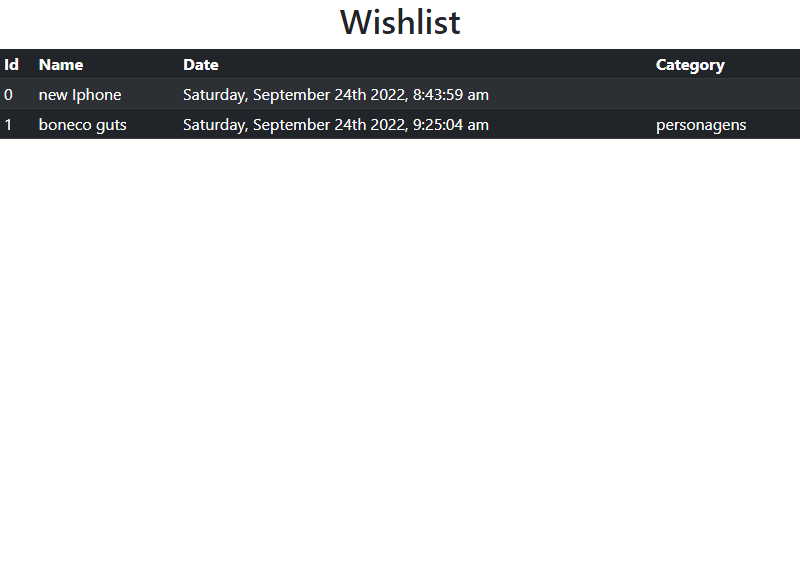 Wishlist
Id Name Date Category
0 new Iphone Saturday, September 24th 2022, 8:43:59 am
1 boneco guts Saturday, September 24th 2022, 9:25:04 am personagens